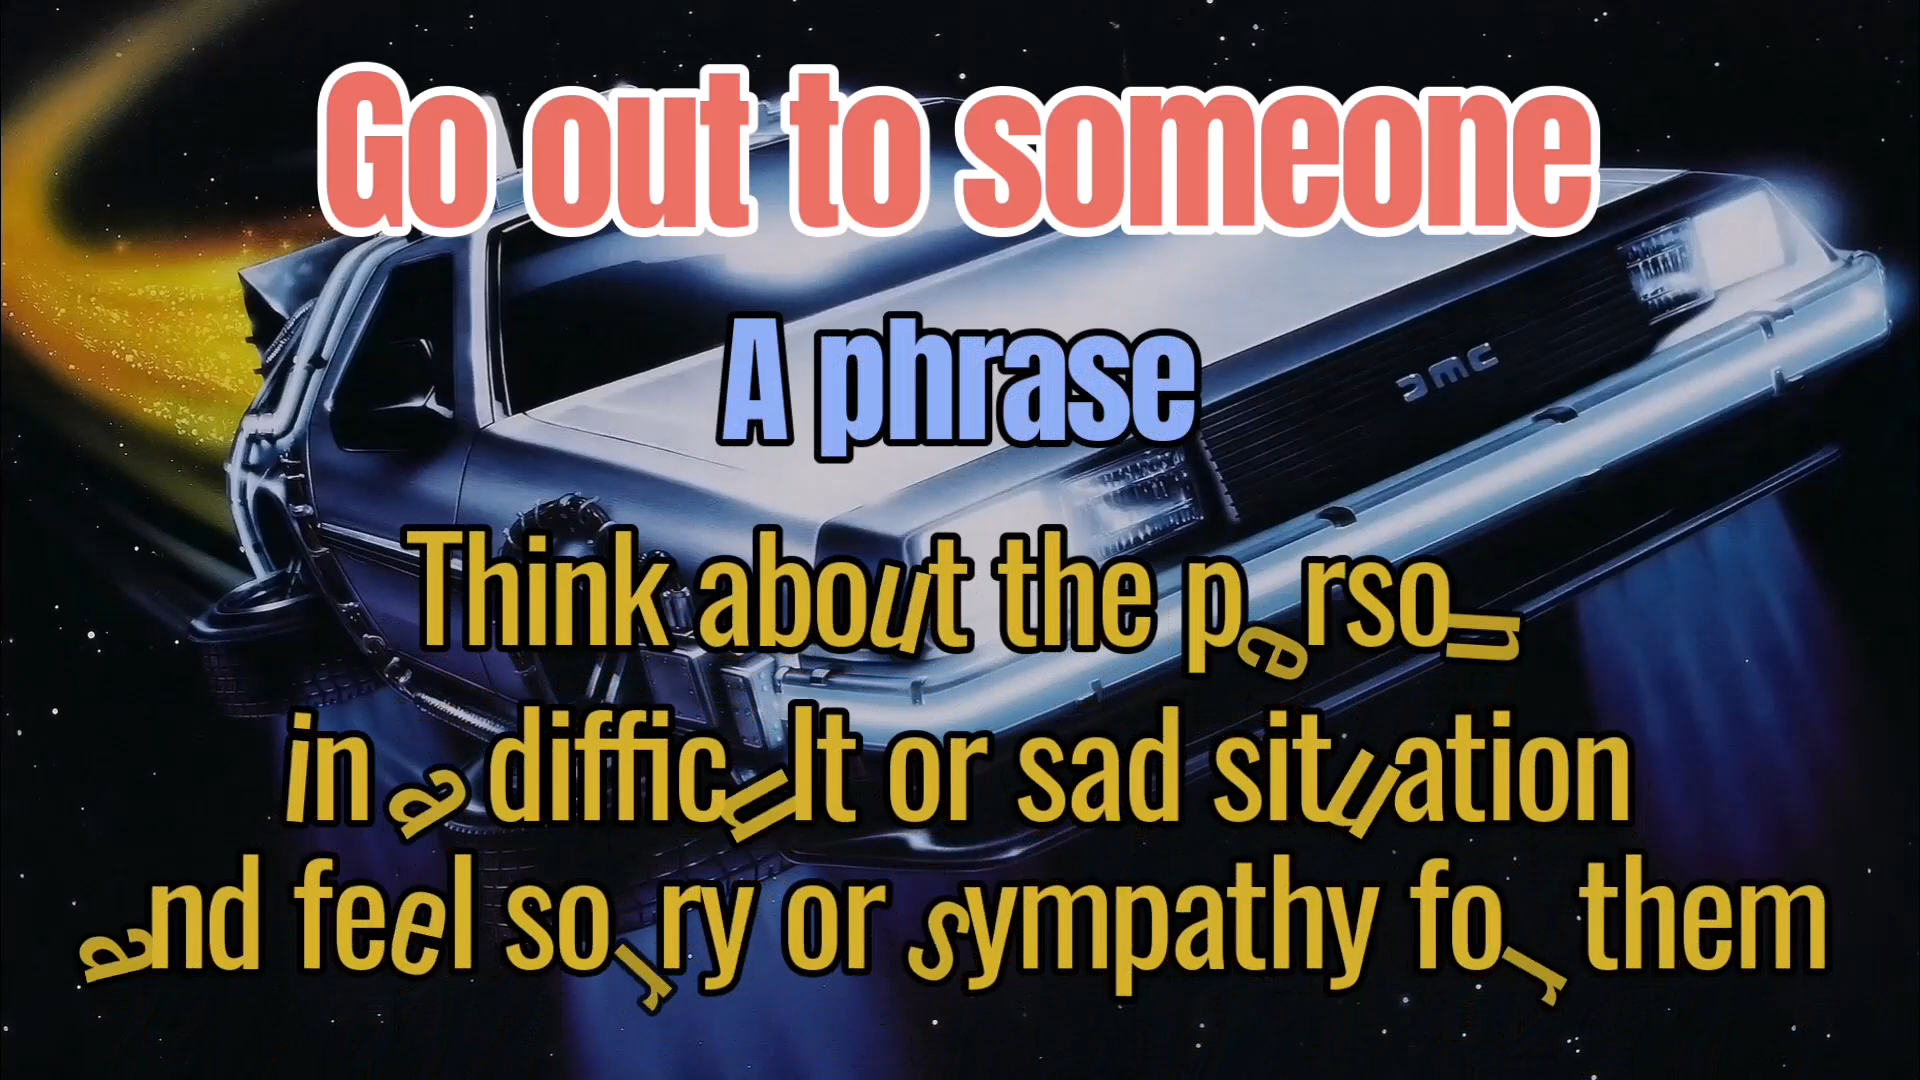 Go out to someone
A phrase
DMC
Think about the person
in a difficult or sad situation
and feel sorry or sympathy for them